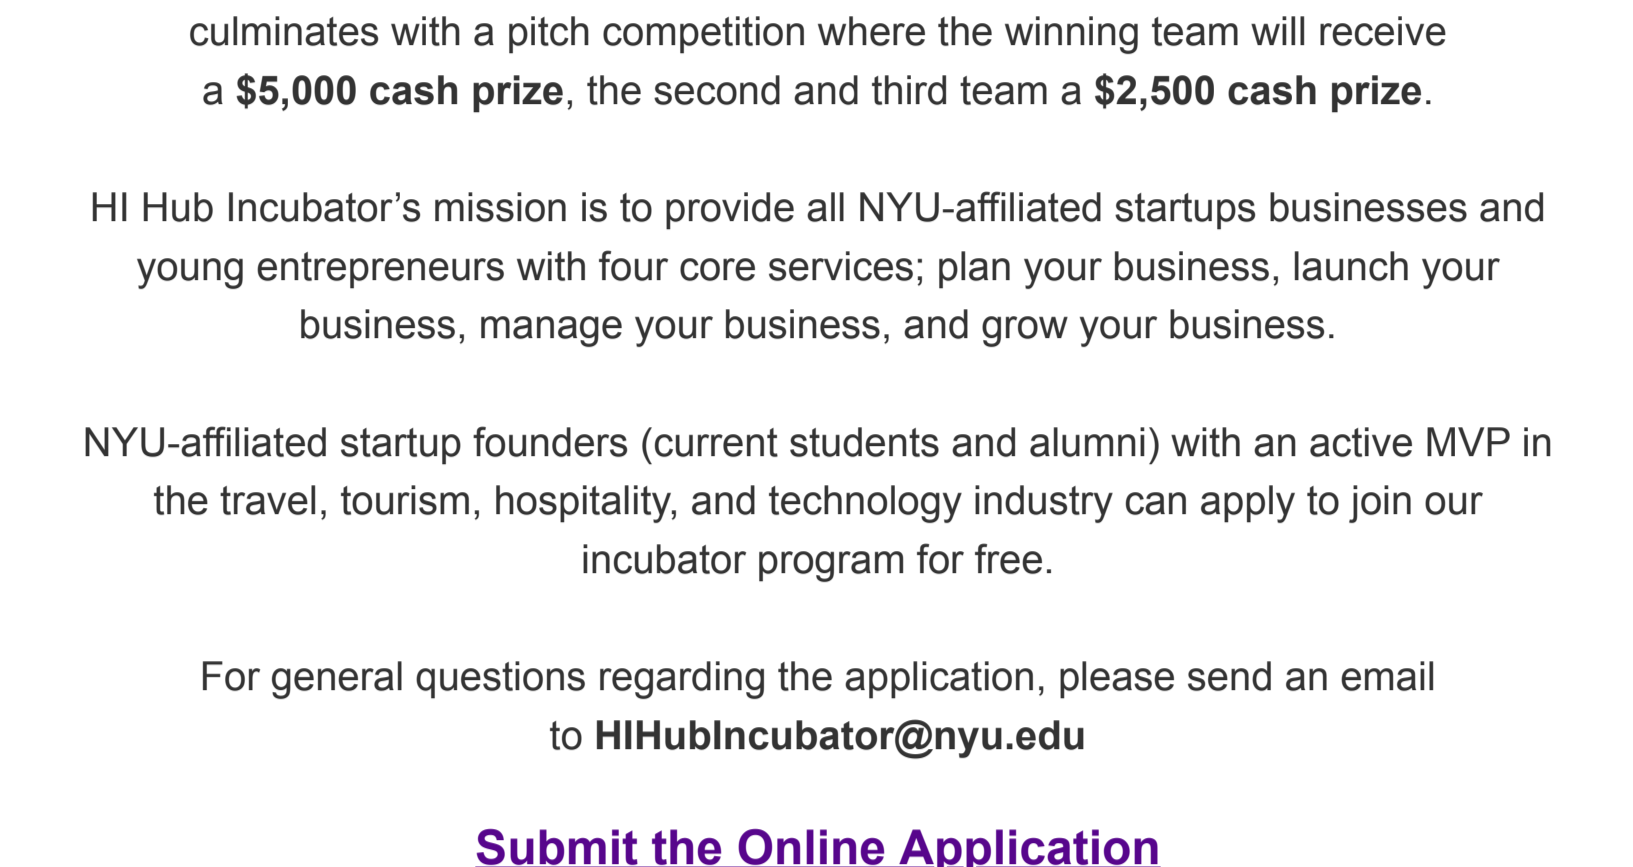 culminates with a pitch competition where the winning team will receive
a $5,000 cash prize, the second and third team a $2,500 cash prize.
HI Hub Incubator’s mission is to provide all NYU-affiliated startups businesses and
young entrepreneurs with four core services; plan your business, launch your
business, manage your business, and grow your business.
NYU-affiliated startup founders (current students and alumni) with an active MVP in
the travel, tourism, hospitality, and technology industry can apply to join our
incubator program for free.
For general questions regarding the application, please send an email
to HIHubIncubator@nyu.edu
Submit the Online Application